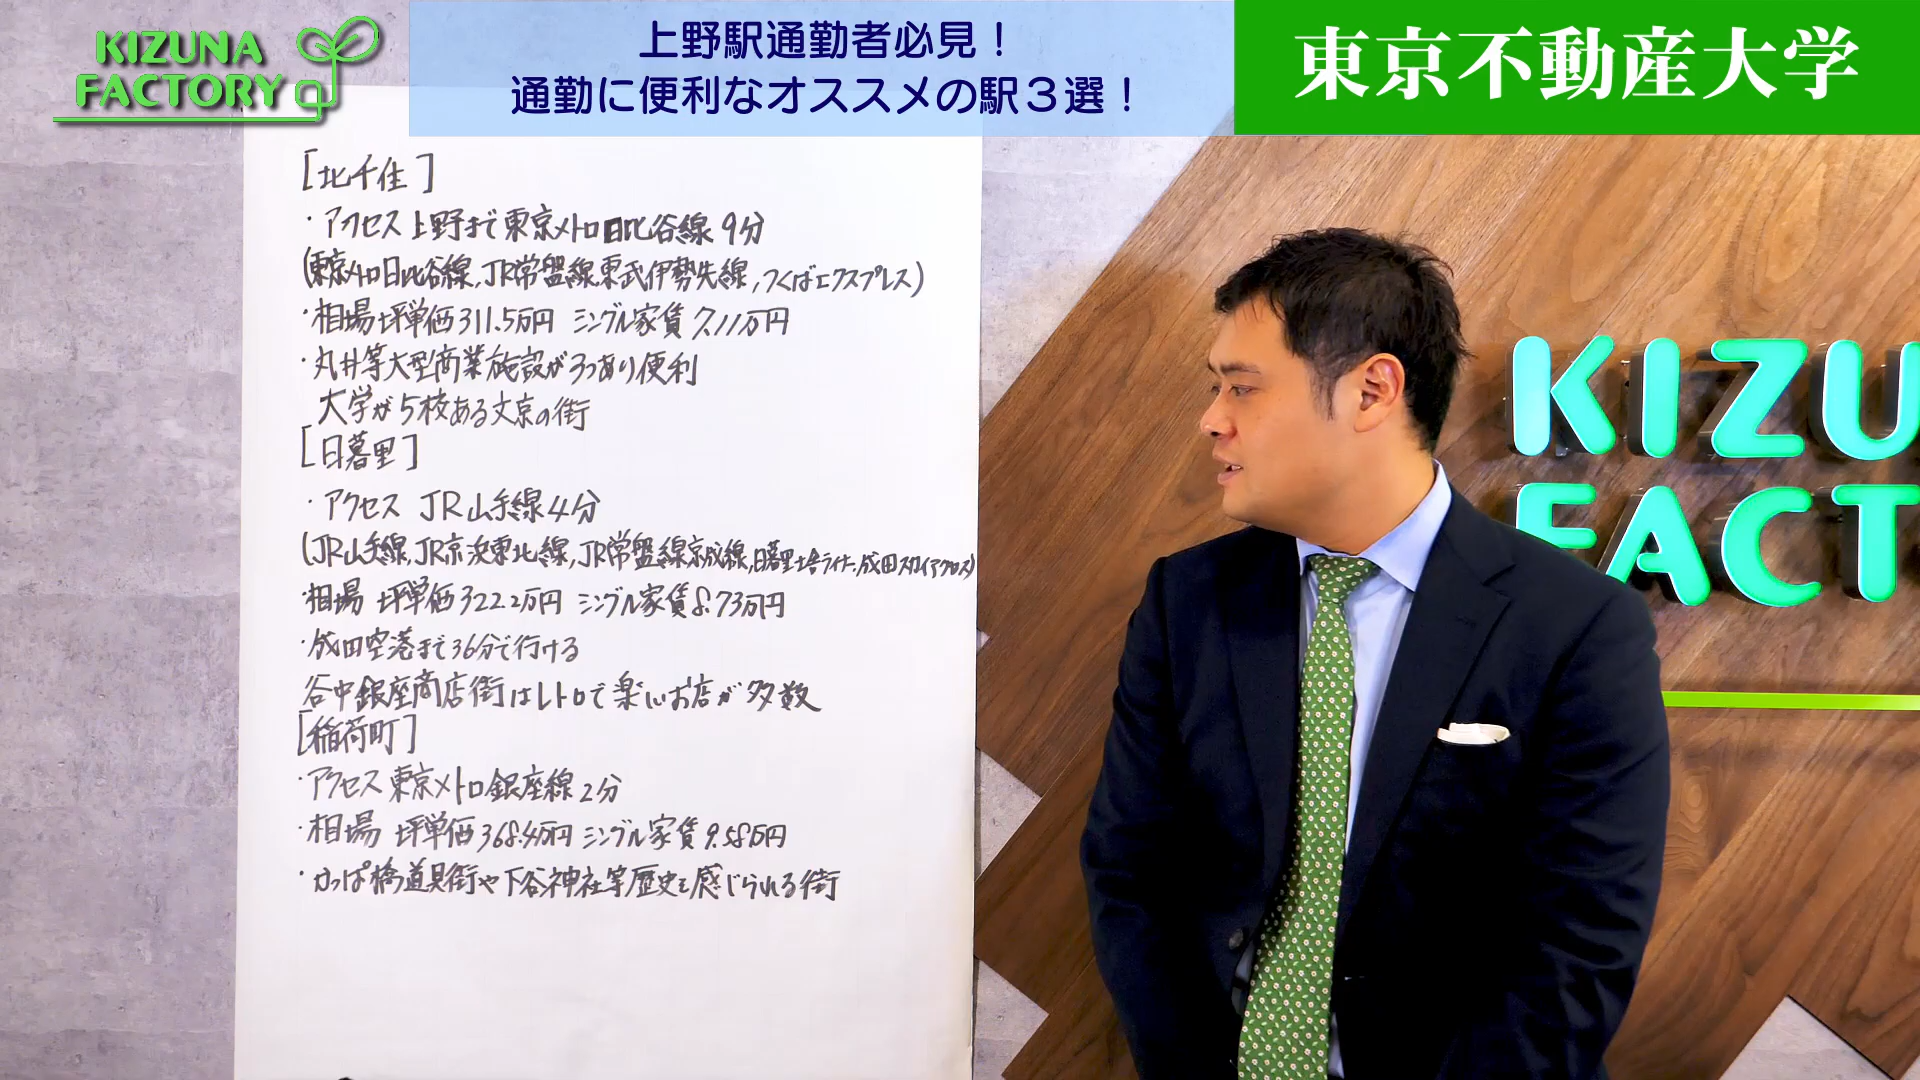 KIZUNA
FACTORY
上野駅通勤者必見！
通勤に便利なオススメの駅３選！
東京不動産大学
[北千住]
・アクセス 上野まで東京メトロ日比谷線 9分
(東京メトロ日比谷線,JR常盤線,東武伊勢先線,つくばエクスプレス)
・相場 坪単価311.5万円 シングル家賃 7.11万円
・丸井等大型商業施設が3つあり便利
大学が5校ある文京の街
[日暮里]
・アクセス JR山手線4分
(JR山手線,JR京浜東北線,JR常盤線,京成線,日暮里舎ライナー,成田スカイアクセス)
・相場 坪単価322.2万円 シングル家賃8.73万円
・成田空港まで36分で行ける
谷中銀座商店街はレトロで楽しいお店が多数
[稲荷町]
・アクセス 東京メトロ銀座線2分
・相場 坪単価368.4万円 シングル家賃9.58万円
・かっぱ橋道具街や下谷神社等歴史を感じられる街
KIZU
FACT